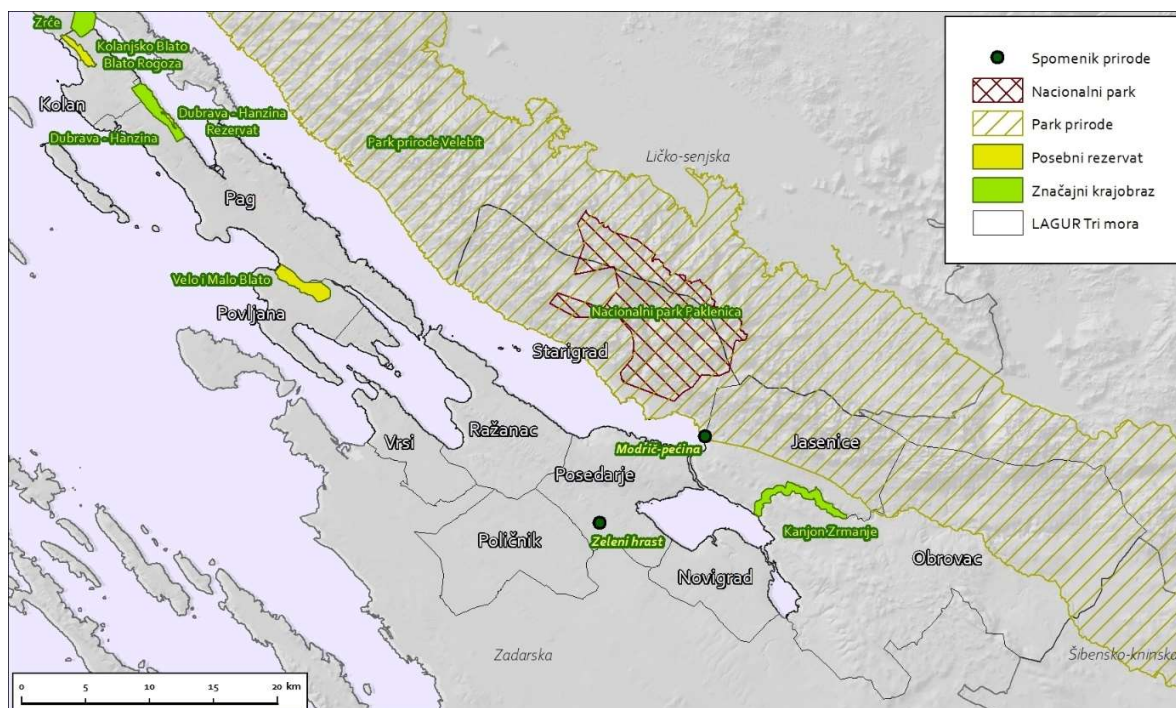 Zrće
Kolanjsko Blato
Blato Rogoza
Kolan
Dubrava - Hanzina
Rezervat
Dubrava - Hanzina
Park prirode Velebit
Ličko-senjska
Pag
Velo i Malo Blato
Povljana
Nacionalni park Paklenica
Starigrad
Ražanac
Vrsi
Modrič-pećina
Jasenice
Posedarje
Poličnik
Zeleni hrast
Kanjon Zrmanje
Novigrad
Obrovac
Zadarska
Šibensko-kninska
Spomenik prirode
Nacionalni park
Park prirode
Posebni rezervat
Značajni krajobraz
LAGUR Tri mora
0 5 10 15 20 km